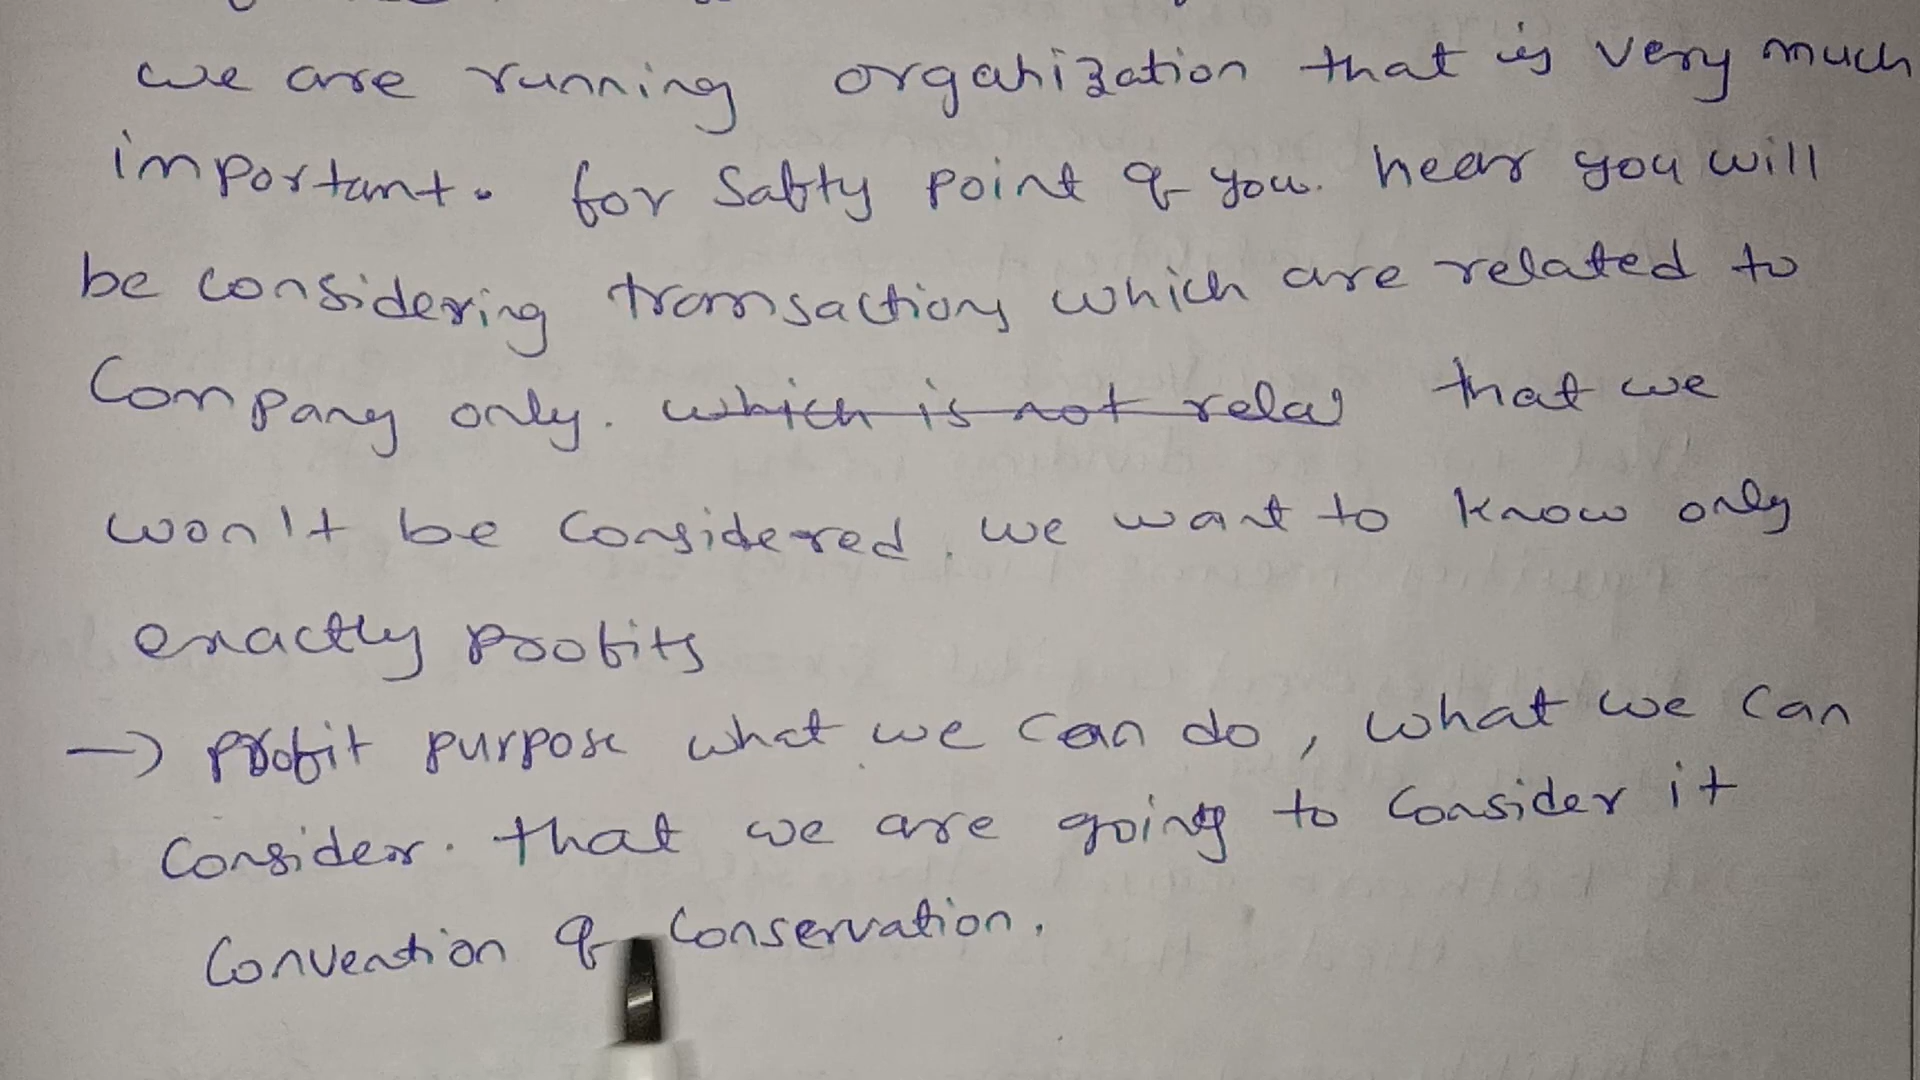 we are running organization that is very much
important. for Safty point of you. hear you will
be considering transactions which are related to
Company only. which is not rela that we
won't be considered. we want to know only
exactly profits
→ profit purpose what we can do, what we can
consider. that we are going to consider it
convention of conservation.